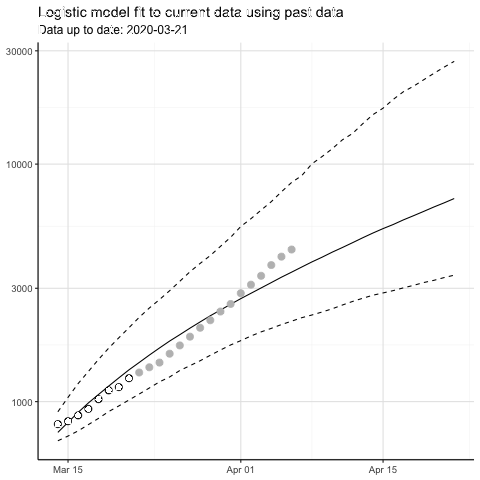 Logistic model fit to current data using past data
Data up to date: 2020-03-21
30000
10000
3000
1000
Mar 15
Apr 01
Apr 15